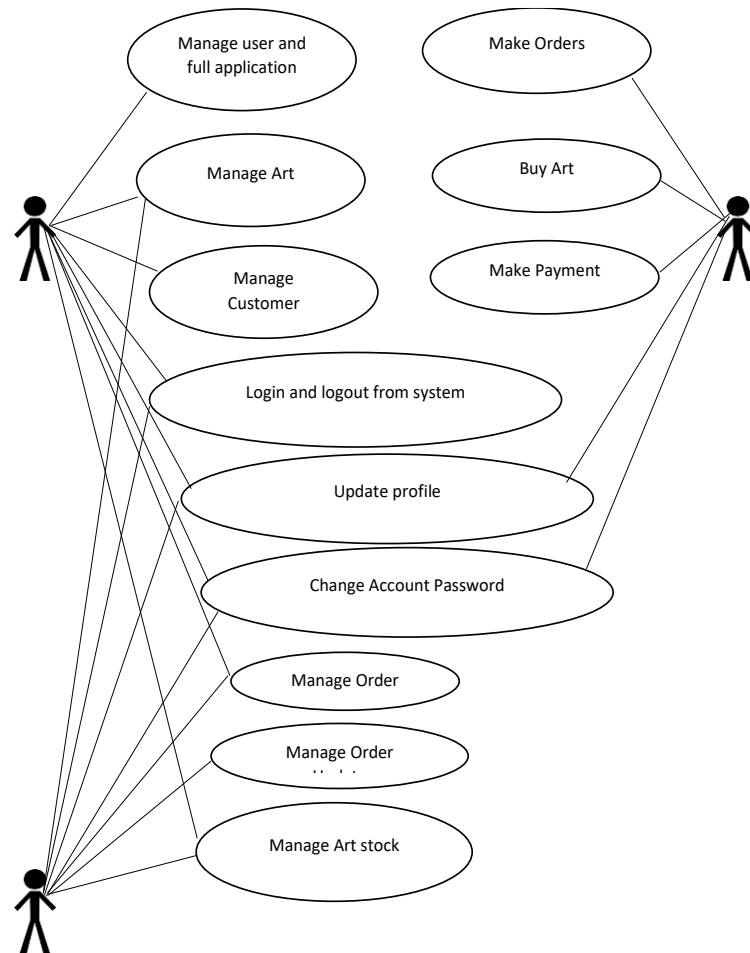 Manage user and
full application
Make Orders
Manage Art
Buy Art
Manage
Customer
Make Payment
Login and logout from system
Update profile
Change Account Password
Manage Order
Manage Order
Manage Art stock